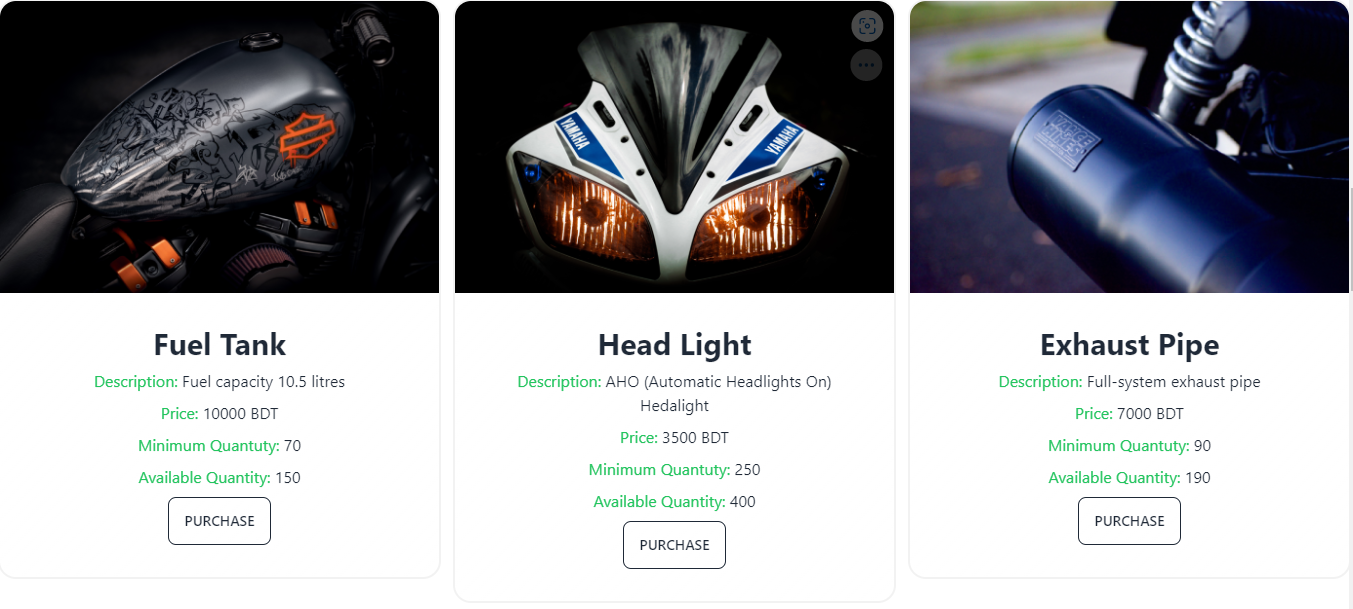 YAMAHA
YAMAHA
VANCE
&HINES
Fuel Tank
Description: Fuel capacity 10.5 litres
Price: 10000 BDT
Minimum Quantuty: 70
Available Quantity: 150
PURCHASE
Head Light
Description: AHO (Automatic Headlights On)
Hedalight
Price: 3500 BDT
Minimum Quantuty: 250
Available Quantity: 400
PURCHASE
Exhaust Pipe
Description: Full-system exhaust pipe
Price: 7000 BDT
Minimum Quantuty: 90
Available Quantity: 190
PURCHASE